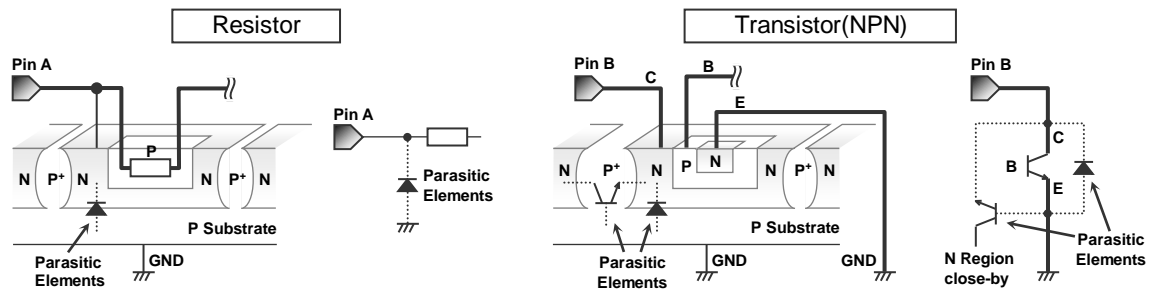 Resistor
Transistor(NPN)
Pin A
P
N P+ N N P+ N
P Substrate
Parasitic
Elements
GND
Pin A
Parasitic
Elements
Pin B
C
B
E
P N
N P+ N N P+ N
P Substrate
Parasitic
Elements
GND
GND
Pin B
C
B
E
N Region
close-by
Parasitic
Elements